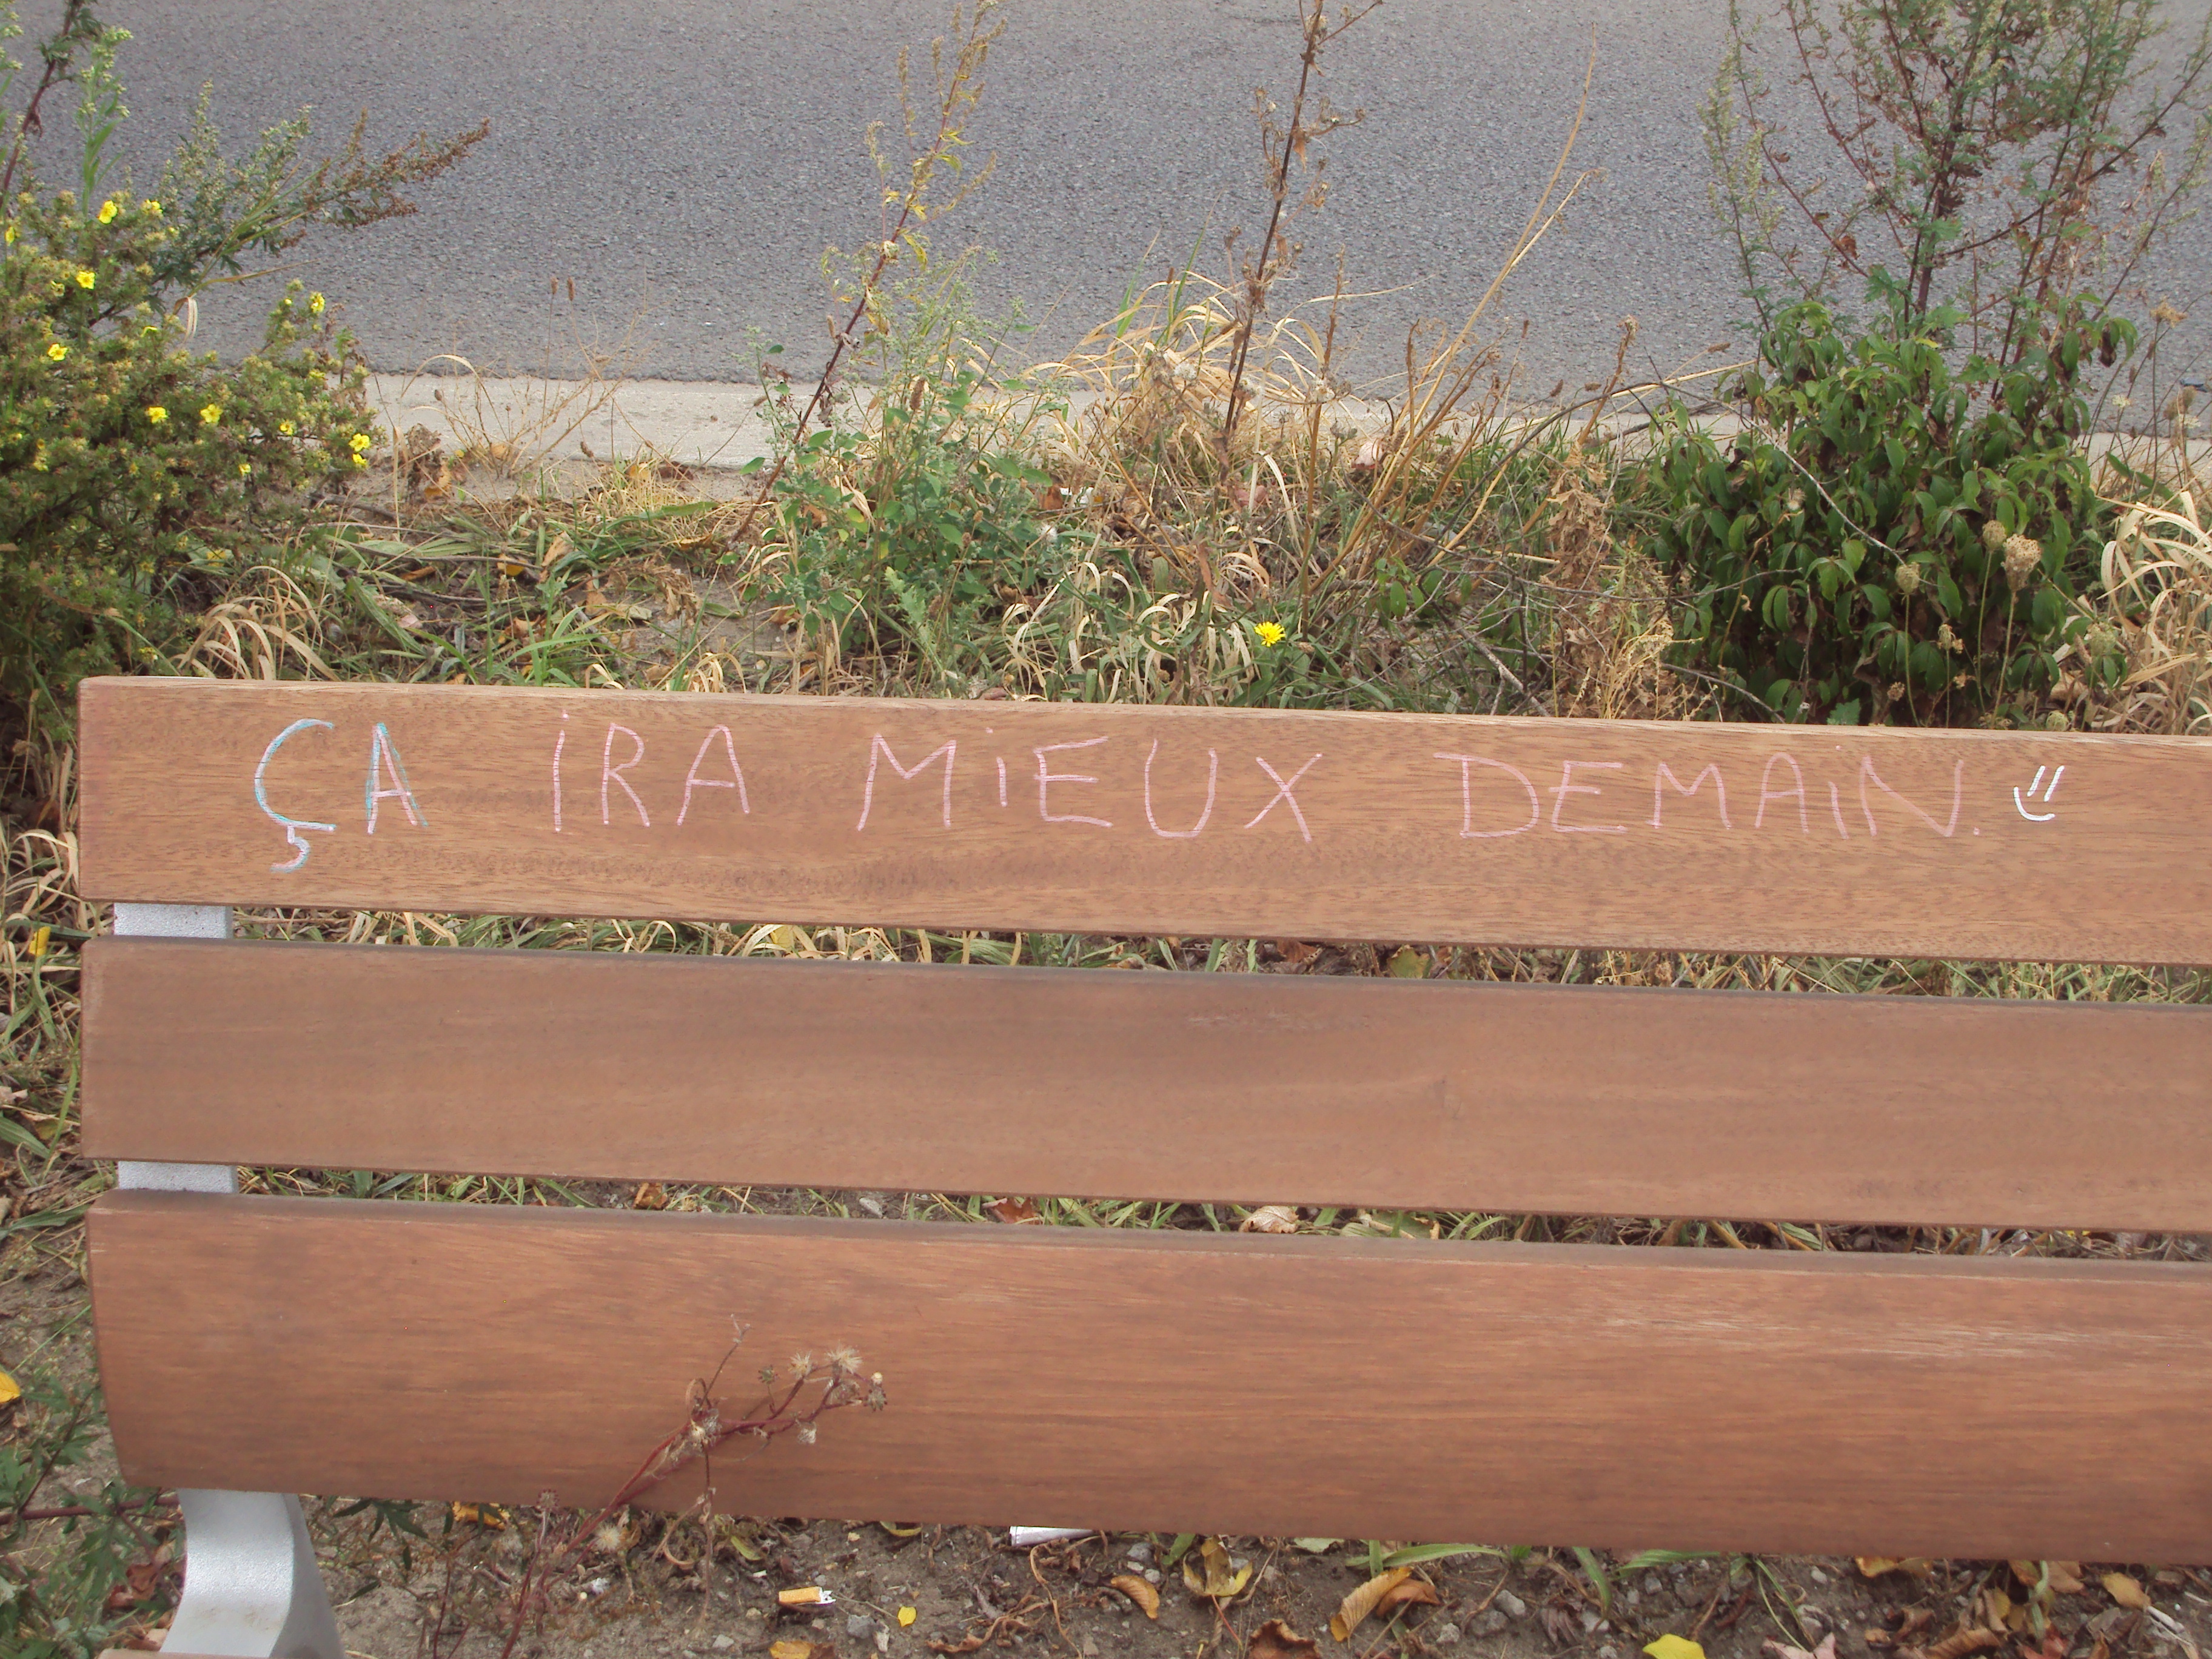 ÇA IRA MIEUX DEMAIN. =)